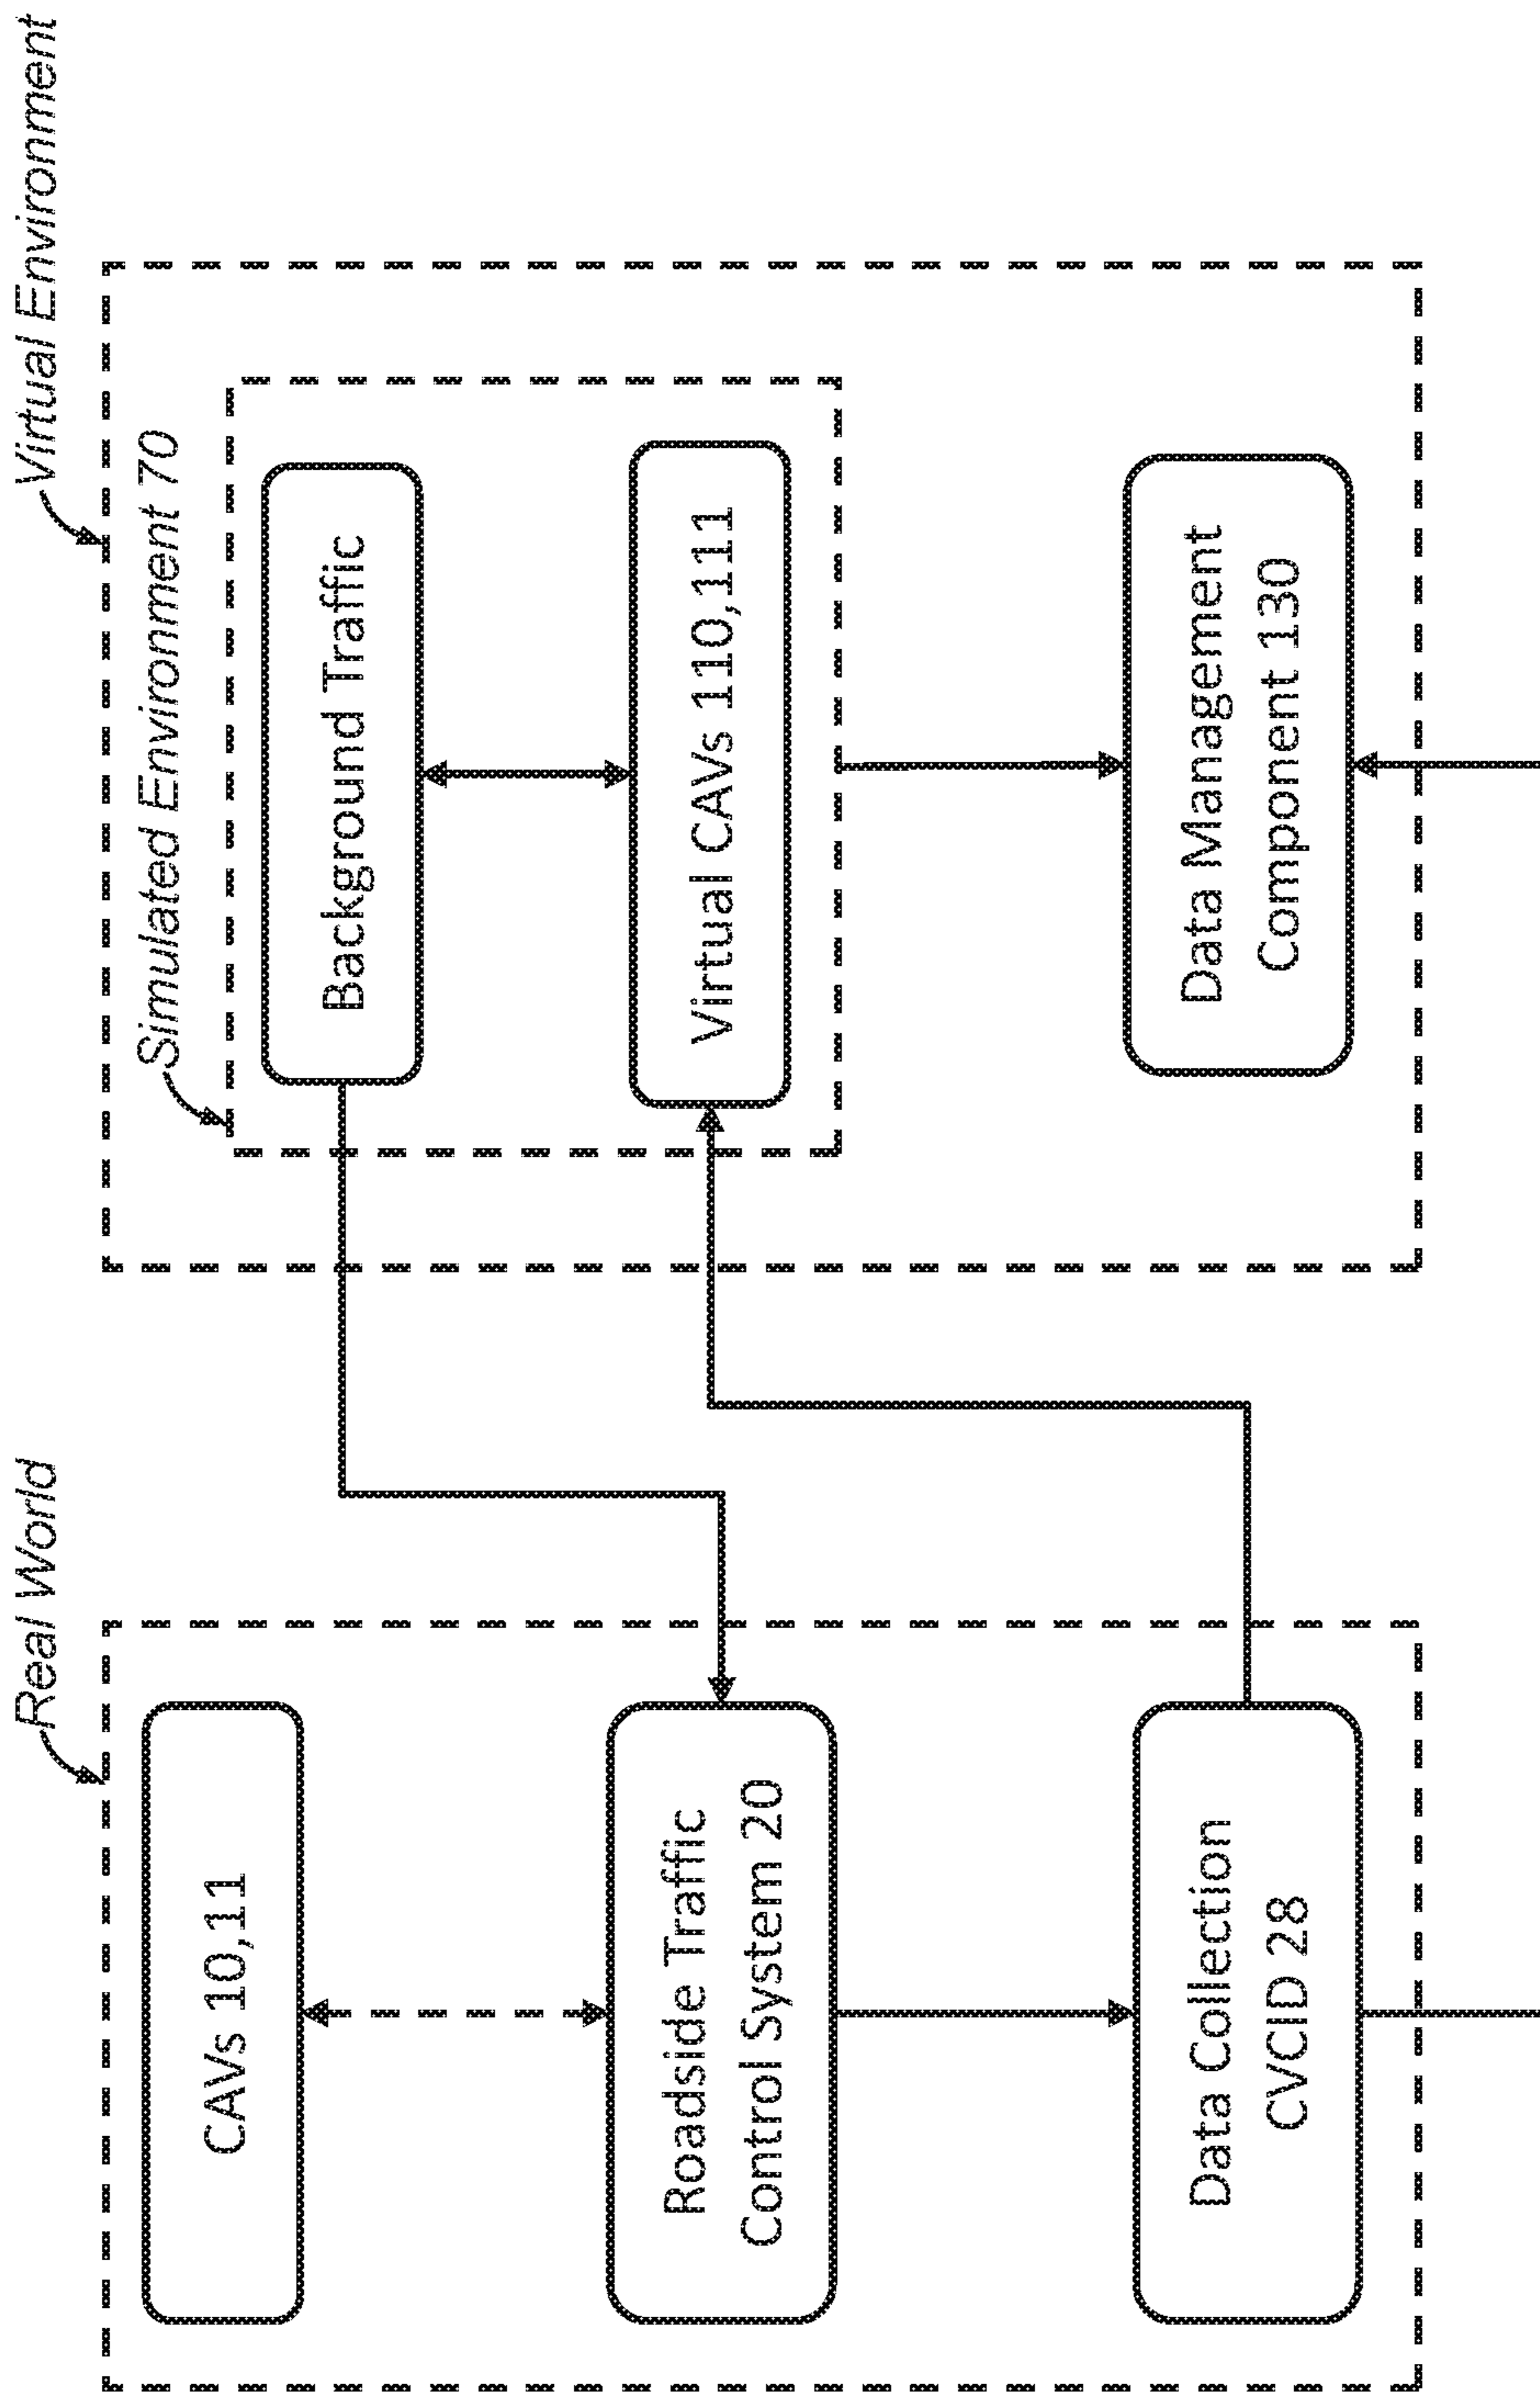 Real World
CAVs 10,11
Roadside Traffic
Control System 20
Data Collection
CVCID 28
Virtual Environment
Simulated Environment 70
Background Traffic
Virtual CAVs 110,111
Data Management
Component 130